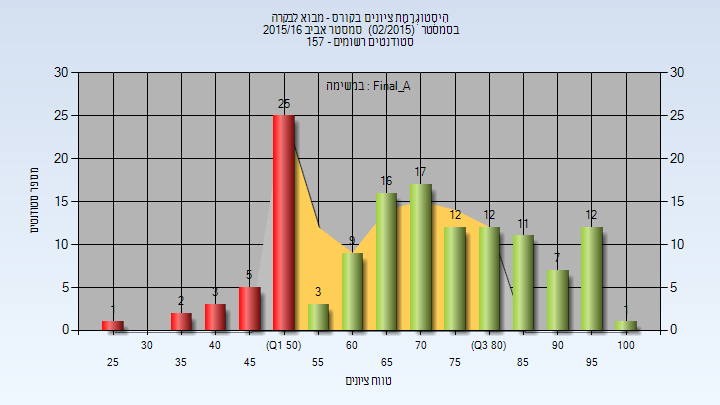 היסטוגרמת ציונים בקורס - מבוא לבקרה
בסמסטר (02/2015) סמסטר אביב 2015/16
סטודנטים רשומים - 157
במשימה : Final_A
מספר סטודנטים
30 30
25 25
20 20
15 15
10 10
5 5
0 0
1 2 3 5 25 3 9 16 17 12 12 11 7 12 1
30 40 (Q1 50) 60 70 (Q3 80) 90 100
25 35 45 55 65 75 85 95
טווח ציונים